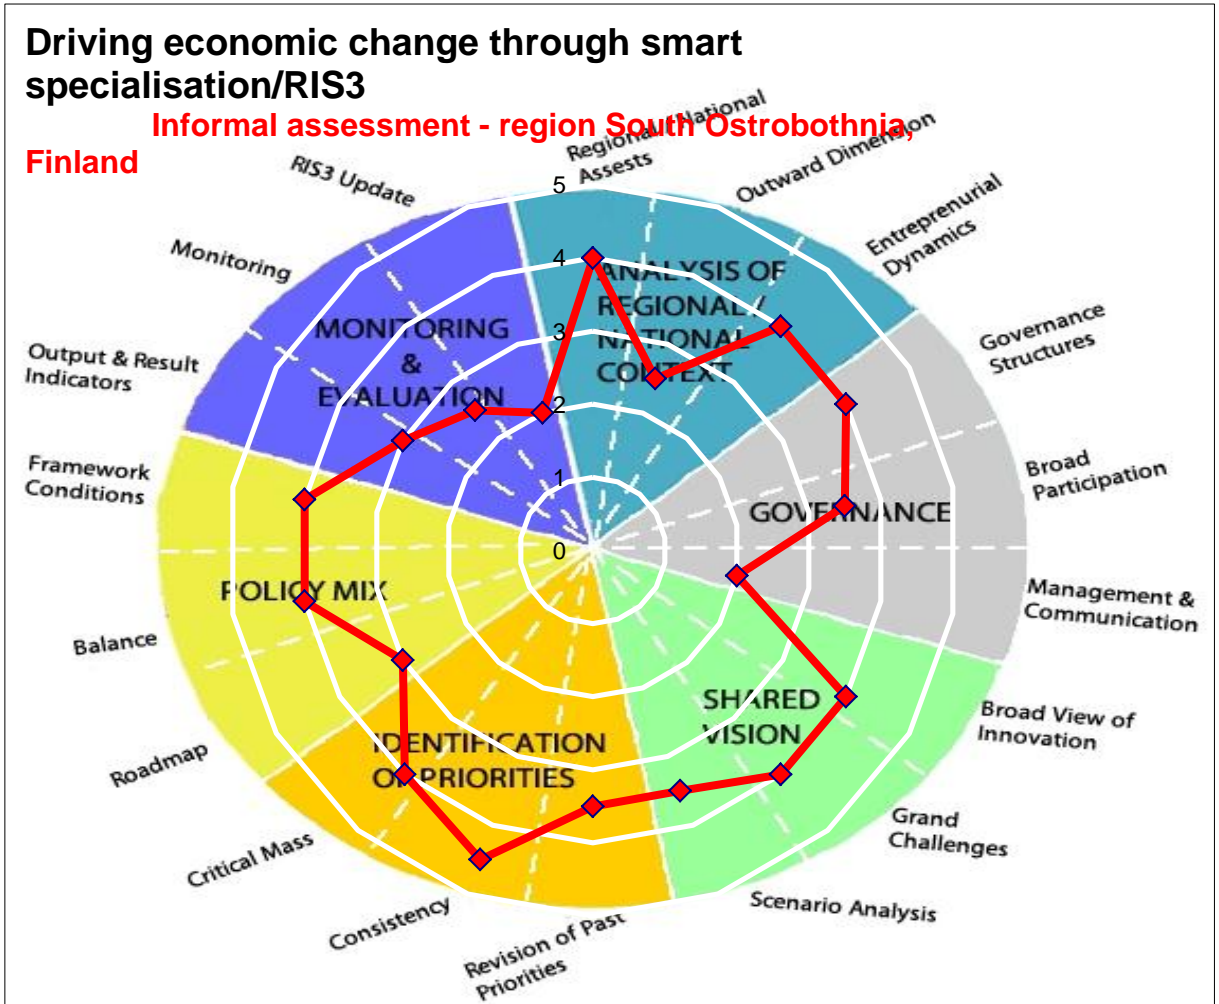 Driving economic change through smart
specialisation/RIS3
Informal assessment - region South Ostrobothnia,
Finland
Regional / National
Assests
Outward Dimension
Entreprenurial
Dynamics
Governance
Structures
Broad
Participation
Management &
Communication
Broad View of
Innovation
Grand
Challenges
Scenario Analysis
Revision of Past
Priorities
Consistency
Critical Mass
Roadmap
Balance
Framework
Conditions
Output & Result
Indicators
Monitoring
RIS3 Update
5
4
3
2
1
0
ANALYSIS OF
REGIONAL /
NATIONAL
CONTEXT
GOVERNANCE
SHARED
VISION
IDENTIFICATION
OF PRIORITIES
POLICY MIX
MONITORING
&
EVALUATION